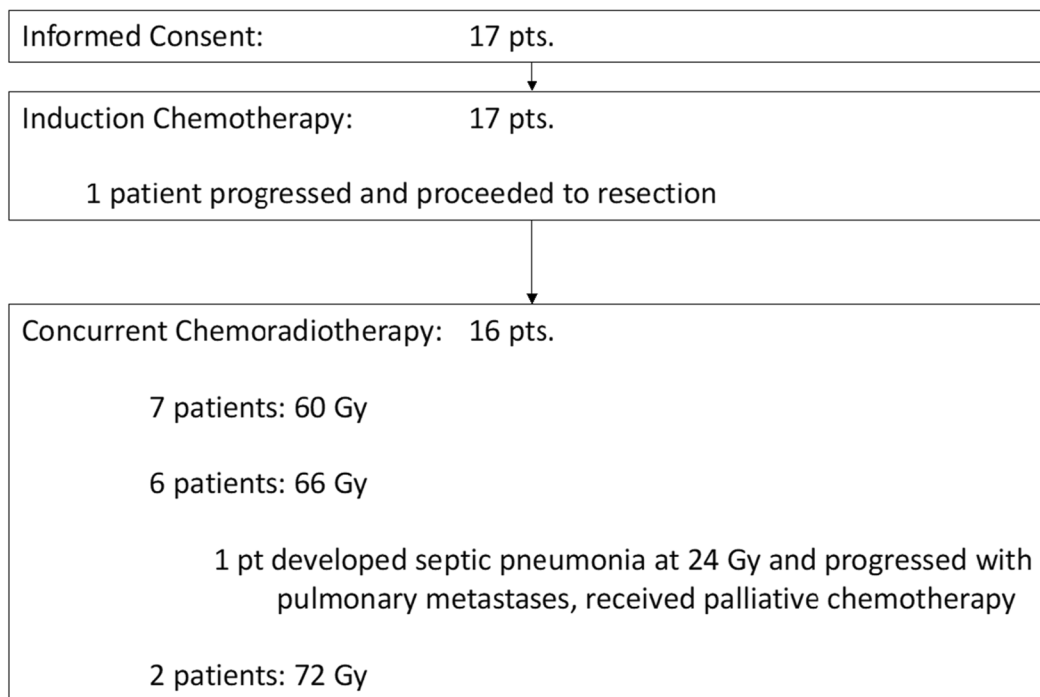 Informed Consent: 17 pts.
Induction Chemotherapy: 17 pts.
1 patient progressed and proceeded to resection
Concurrent Chemoradiotherapy: 16 pts.
7 patients: 60 Gy
6 patients: 66 Gy
1 pt developed septic pneumonia at 24 Gy and progressed with
pulmonary metastases, received palliative chemotherapy
2 patients: 72 Gy